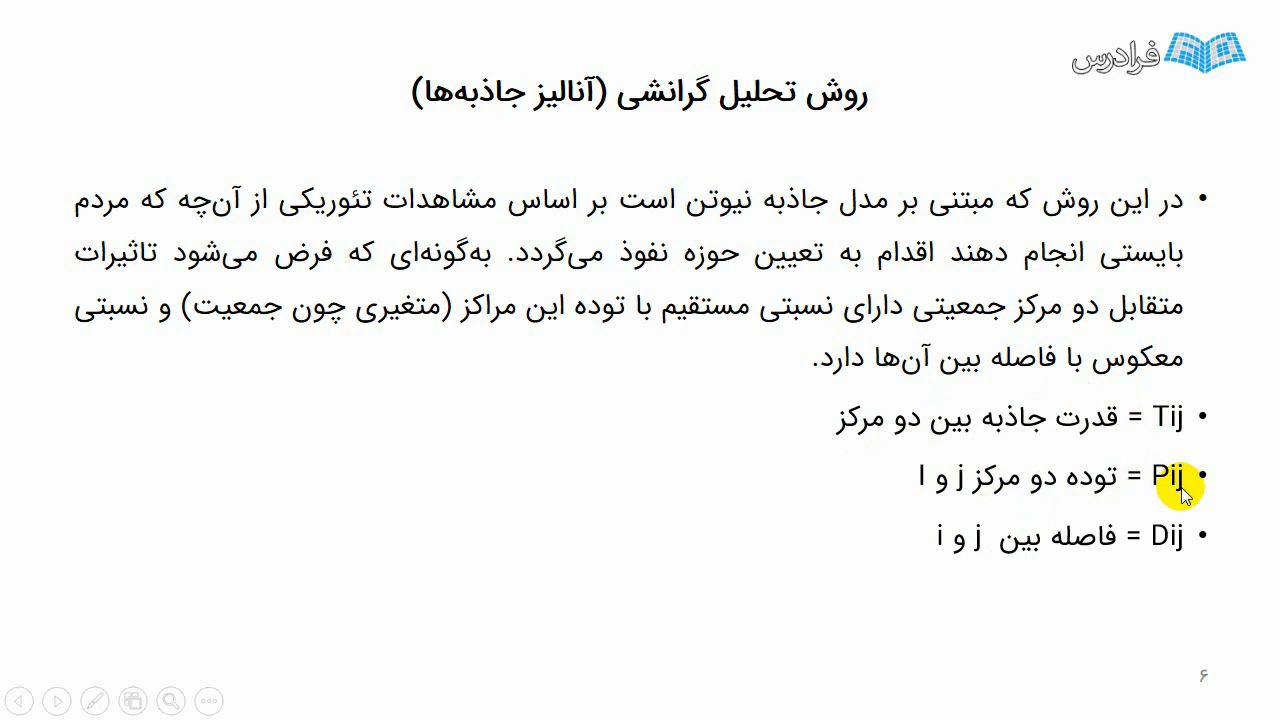 فرادرس
روش تحلیل گرانشی (آنالیز جاذبه‌ها)
• در این روش که مبتنی بر مدل جاذبه نیوتن است بر اساس مشاهدات تئوریکی از آن‌چه که مردم
بایستی انجام دهند اقدام به تعیین حوزه نفوذ می‌گردد. به‌گونه‌ای که فرض می‌شود تاثیرات
متقابل دو مرکز جمعیتی دارای نسبتی مستقیم با توده این مراکز (متغیری چون جمعیت) و نسبتی
معکوس با فاصله بین آن‌ها دارد.
• Tij = قدرت جاذبه بین دو مرکز
• Pij = توده دو مرکز j و I
• Dij = فاصله بین j و i
۶